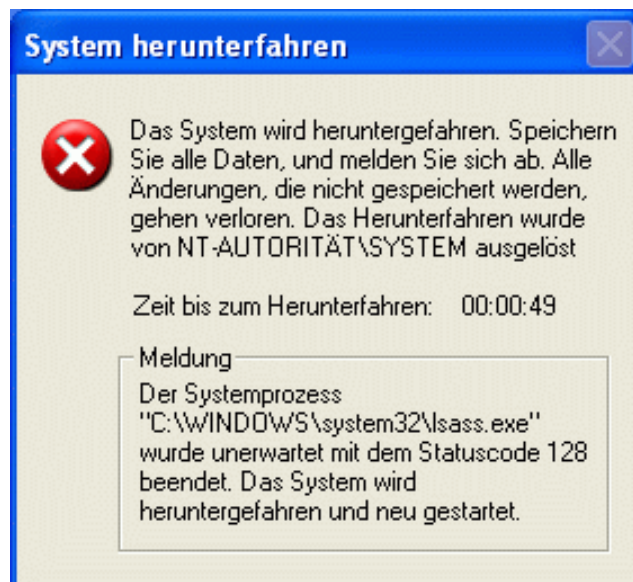 System herunterfahren
Das System wird heruntergefahren. Speichern
Sie alle Daten, und melden Sie sich ab. Alle
Änderungen, die nicht gespeichert werden,
gehen verloren. Das Herunterfahren wurde
von NT-AUTORITÄT\SYSTEM ausgelöst
Zeit bis zum Herunterfahren: 00:00:49
Meldung
Der Systemprozess
"C:\WINDOWS\system32\lsass.exe"
wurde unerwartet mit dem Statuscode 128
beendet. Das System wird
heruntergefahren und neu gestartet.